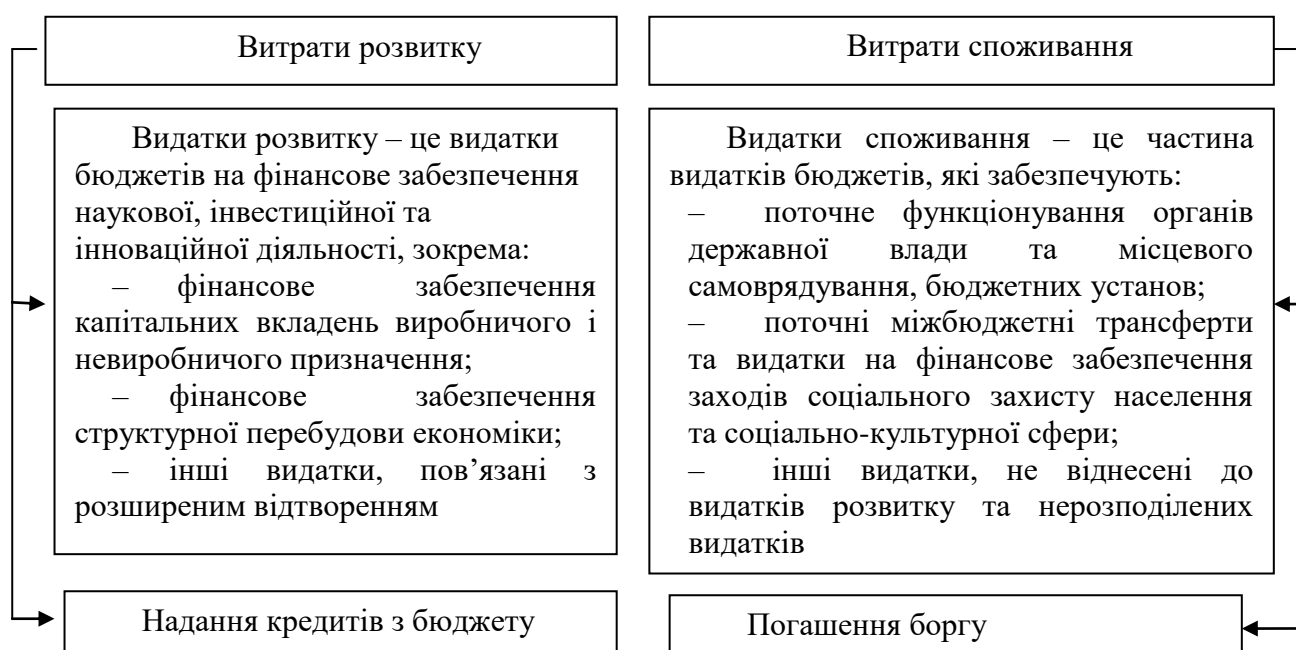 Витрати розвитку
Витрати споживання
Видатки розвитку – це видатки
бюджетів на фінансове забезпечення
наукової, інвестиційної та
інноваційної діяльності, зокрема:
– фінансове забезпечення
капітальних вкладень виробничого і
невиробничого призначення;
– фінансове забезпечення
структурної перебудови економіки;
– інші видатки, пов’язані з
розширеним відтворенням
Видатки споживання – це частина
видатків бюджетів, які забезпечують:
– поточне функціонування органів
державної влади та місцевого
самоврядування, бюджетних установ;
– поточні міжбюджетні трансферти
та видатки на фінансове забезпечення
заходів соціального захисту населення
та соціально-культурної сфери;
– інші видатки, не віднесені до
видатків розвитку та нерозподілених
видатків
Надання кредитів з бюджету
Погашення боргу